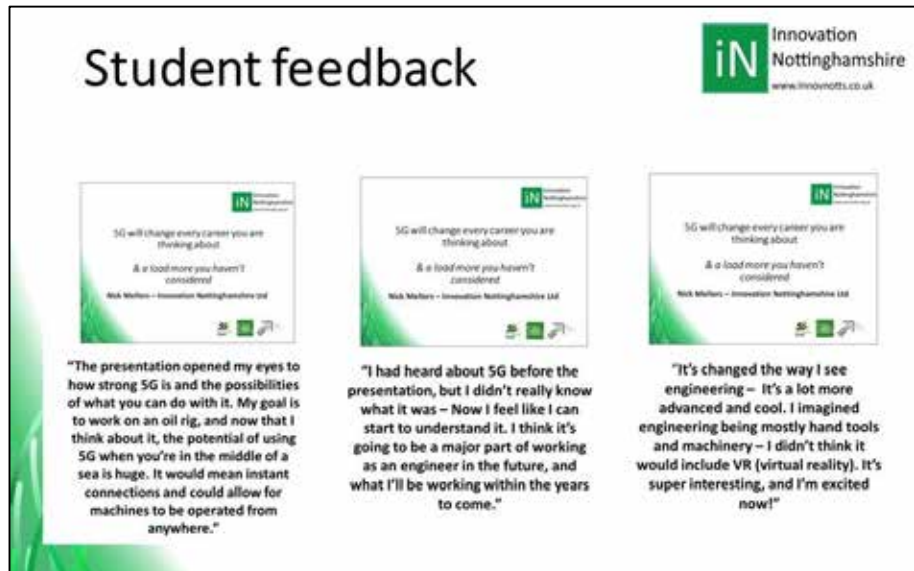 Student feedback
iN
Innovation
Nottinghamshire
www.innovnotts.co.uk
iN
Innovation
Nottinghamshire
5G will change every career you are
thinking about
& a load more you haven't
considered
Nick Mellors – Innovation Nottinghamshire Ltd
"The presentation opened my eyes to
how strong 5G is and the possibilities
of what you can do with it. My goal is
to work on an oil rig, and now that I
think about it, the potential of using
5G when you're in the middle of a
sea is huge. It would mean instant
connections and could allow for
machines to be operated from
anywhere."
iN
Innovation
Nottinghamshire
5G will change every career you are
thinking about
& a load more you haven't
considered
Nick Mellors – Innovation Nottinghamshire Ltd
"I had heard about 5G before the
presentation, but I didn't really know
what it was – Now I feel like I can
start to understand it. I think it's
going to be a major part of working
as an engineer in the future, and
what I'll be working within the years
to come."
iN
Innovation
Nottinghamshire
5G will change every career you are
thinking about
& a load more you haven't
considered
Nick Mellors – Innovation Nottinghamshire Ltd
"It's changed the way I see
engineering – It's a lot more
advanced and cool. I imagined
engineering being mostly hand tools
and machinery – I didn't think it
would include VR (virtual reality). It's
super interesting, and I'm excited
now!"